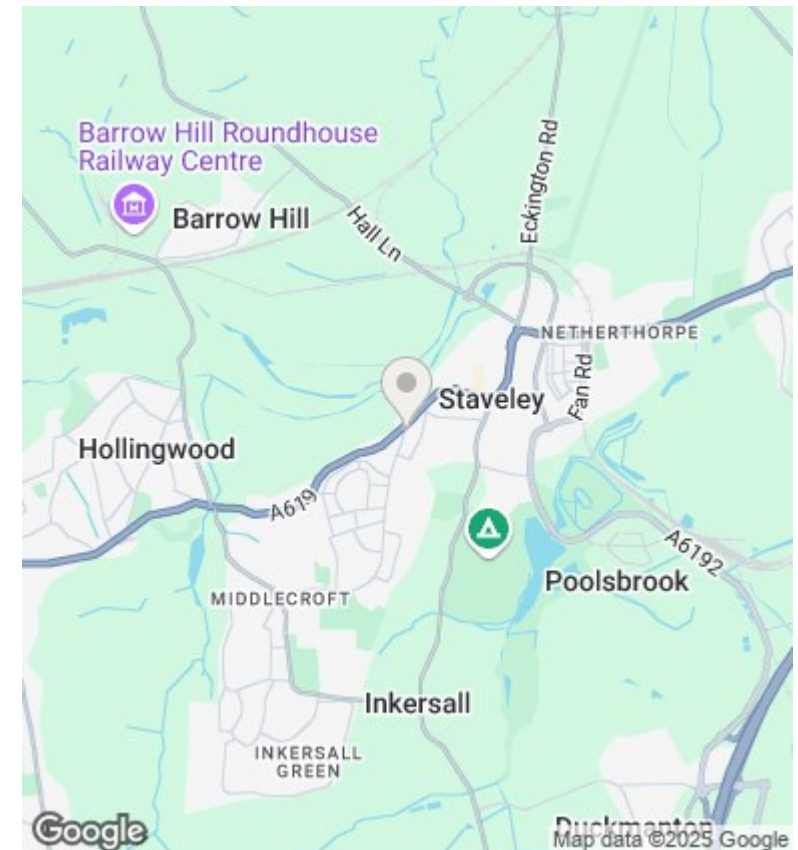 Barrow Hill Roundhouse
Railway Centre
Barrow Hill
Hall Ln
Eckington Rd
NETHERTHORPE
Fan Rd
Staveley
Hollingwood
A619
A6192
Poolsbrook
MIDDLECROFT
Inkersall
INKERSALL
GREEN
Duckmanton
Google
Map data ©2025 Google